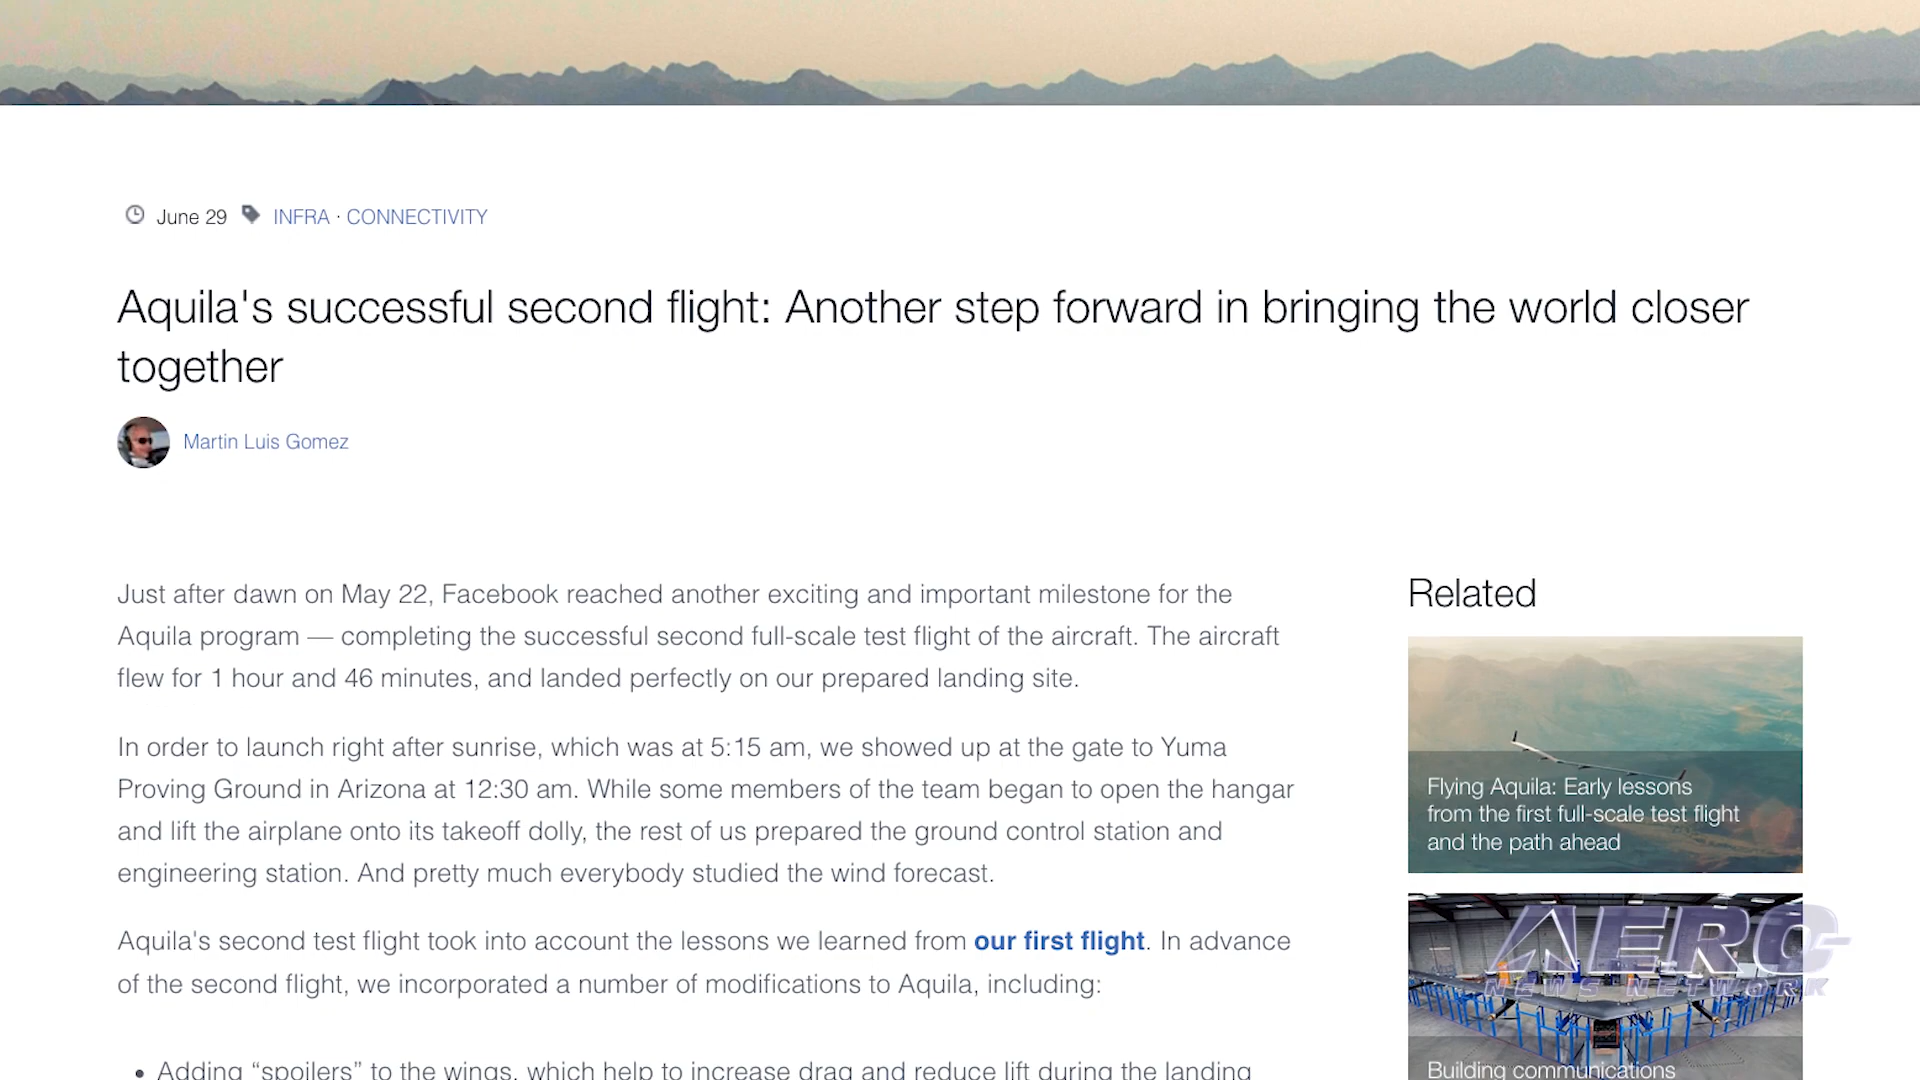 June 29 INFRA · CONNECTIVITY
Aquila's successful second flight: Another step forward in bringing the world closer
together
Martin Luis Gomez
Just after dawn on May 22, Facebook reached another exciting and important milestone for the
Aquila program — completing the successful second full-scale test flight of the aircraft. The aircraft
flew for 1 hour and 46 minutes, and landed perfectly on our prepared landing site.
In order to launch right after sunrise, which was at 5:15 am, we showed up at the gate to Yuma
Proving Ground in Arizona at 12:30 am. While some members of the team began to open the hangar
and lift the airplane onto its takeoff dolly, the rest of us prepared the ground control station and
engineering station. And pretty much everybody studied the wind forecast.
Aquila's second test flight took into account the lessons we learned from our first flight. In advance
of the second flight, we incorporated a number of modifications to Aquila, including:
• Adding “spoilers” to the wings, which help to increase drag and reduce lift during the landing
Related
Flying Aquila: Early lessons
from the first full-scale test flight
and the path ahead
AERO-
NEWS NETWORK
Building communications